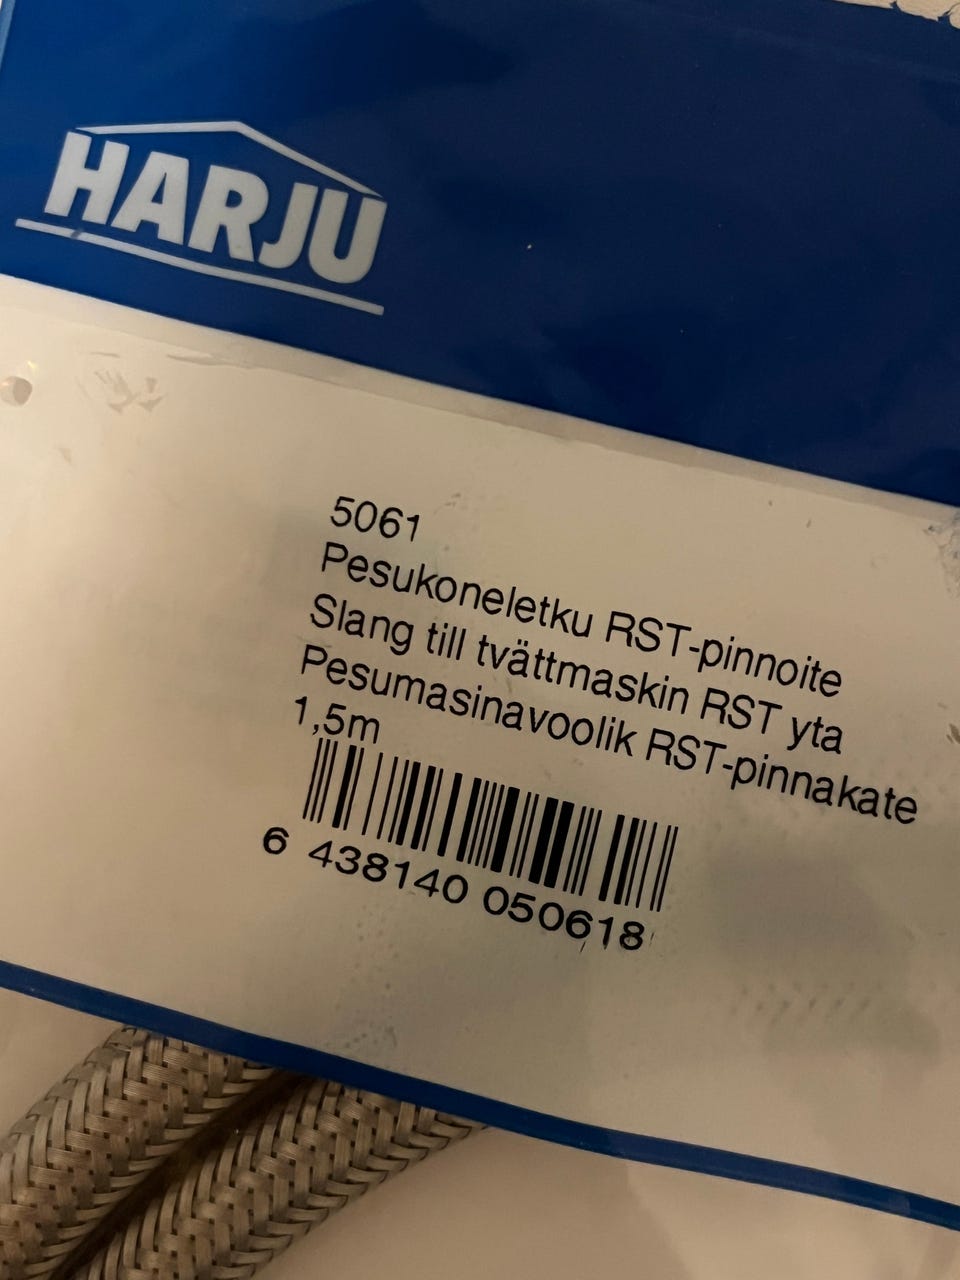 HARJU
5061
Pesukoneletku RST-pinnoite
Slang till tvättmaskin RST yta
Pesumasinavoolik RST-pinnakate
1,5m
6 438140 050618